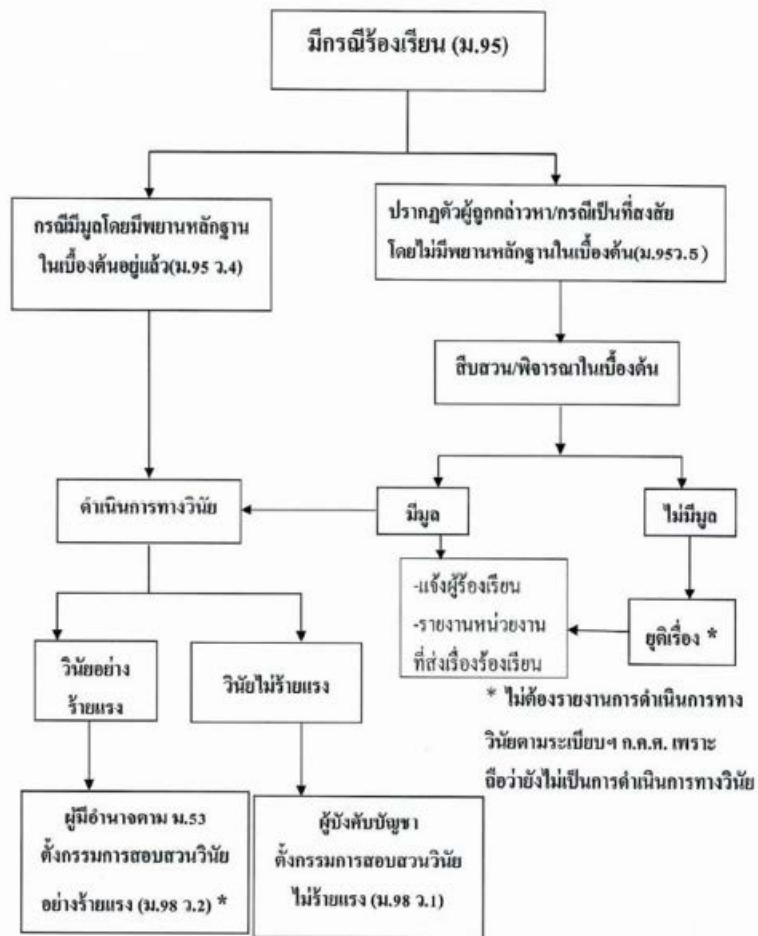 มีกรณีร้องเรียน (ม.95)
กรณีมีมูลโดยมีพยานหลักฐาน
ในเบื้องต้นอยู่แล้ว(ม.95 ว.4)
ปรากฏตัวผู้ถูกกล่าวหา/กรณีเป็นที่สงสัย
โดยไม่มีพยานหลักฐานในเบื้องต้น(ม.95ว.5 )
สืบสวน/พิจารณาในเบื้องต้น
ดำเนินการทางวินัย
มีมูล
ไม่มีมูล
-แจ้งผู้ร้องเรียน
-รายงานหน่วยงาน
ที่ส่งเรื่องร้องเรียน
ยุติเรื่อง *
วินัยอย่าง
ร้ายแรง
วินัยไม่ร้ายแรง
* ไม่ต้องรายงานการดำเนินการทาง
วินัยตามระเบียบฯ ก.ค.ศ. เพราะ
ถือว่ายังไม่เป็นการดำเนินการทางวินัย
ผู้มีอำนาจตาม ม.53
ตั้งกรรมการสอบสวนวินัย
อย่างร้ายแรง (ม.98 ว.2) *
ผู้บังคับบัญชา
ตั้งกรรมการสอบสวนวินัย
ไม่ร้ายแรง (ม.98 ว.1)